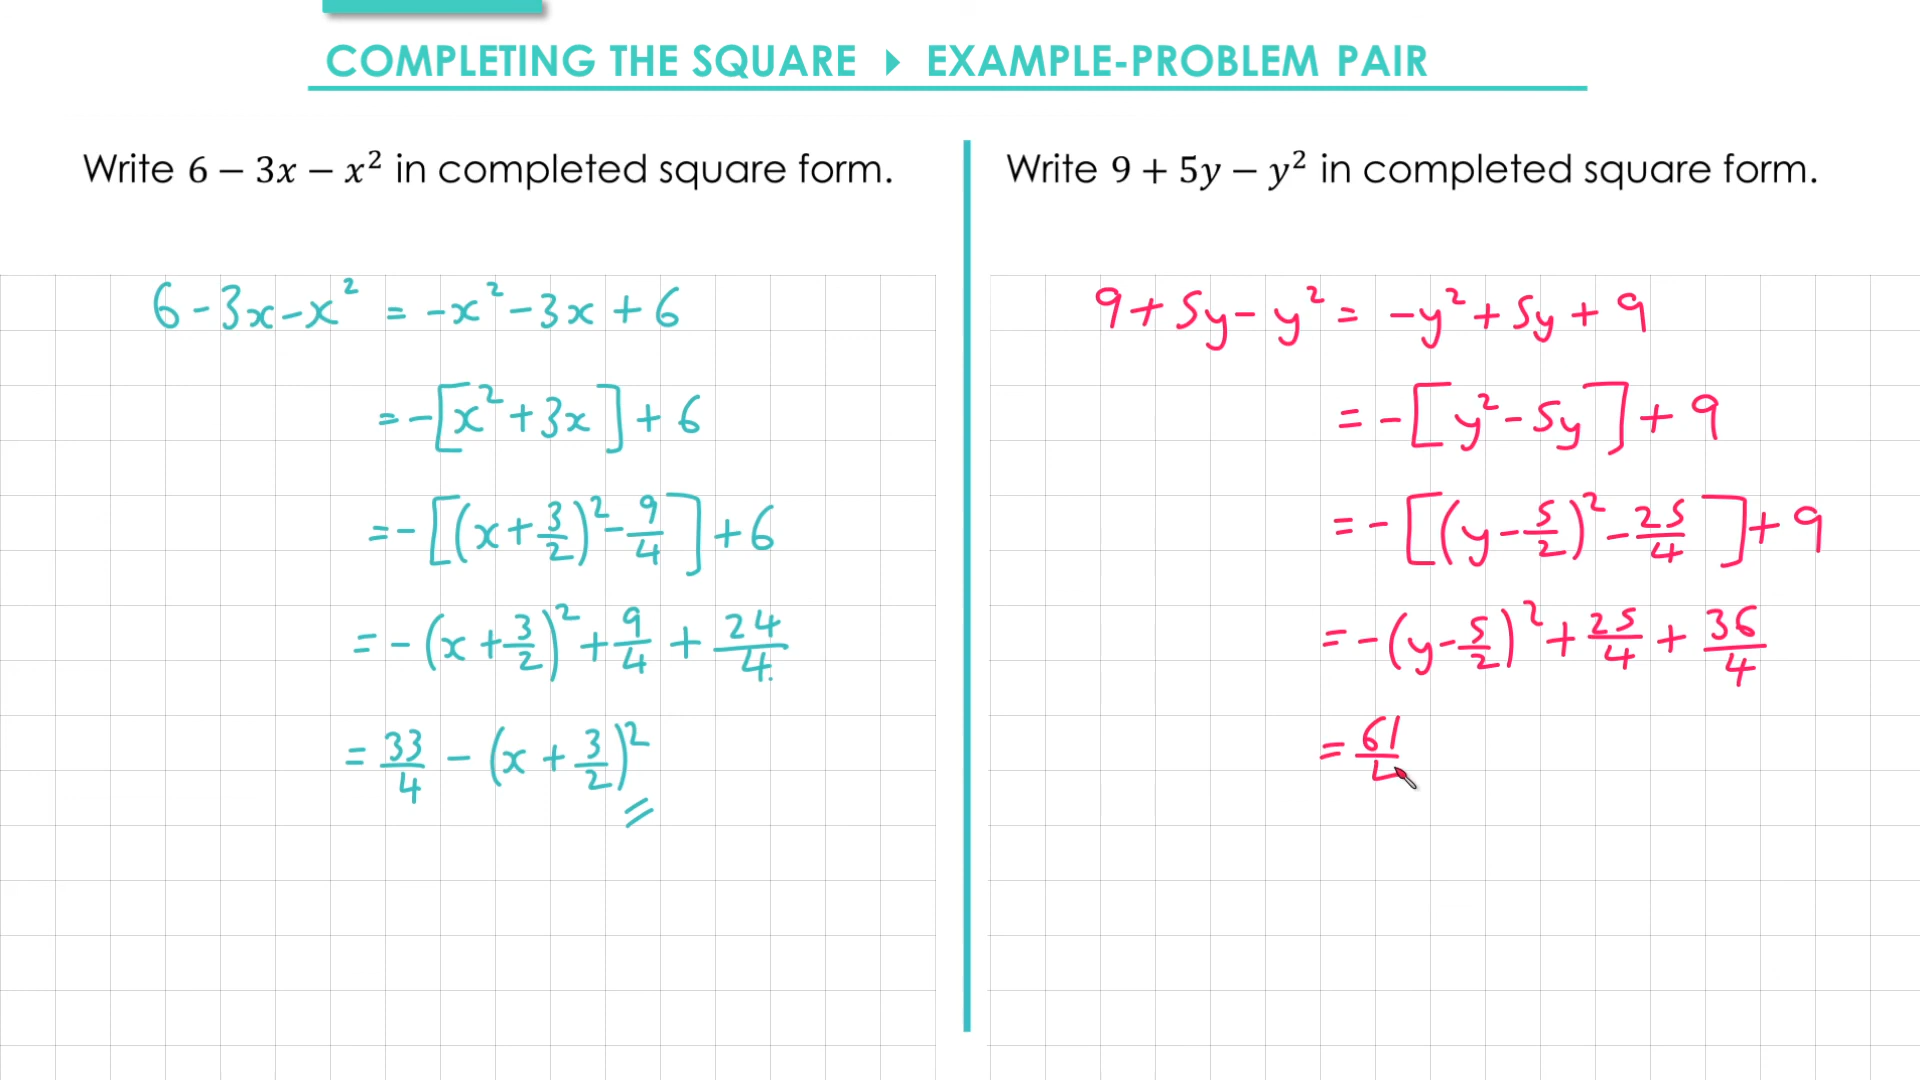 COMPLETING THE SQUARE ▸ EXAMPLE-PROBLEM PAIR
Write 6 − 3x − x² in completed square form.
6 - 3x - x² = -x² - 3x + 6
= -[x² + 3x] + 6
= -[(x + 3/2)² - 9/4] + 6
= -(x + 3/2)² + 9/4 + 24/4
= 33/4 - (x + 3/2)²
Write 9 + 5y − y² in completed square form.
9 + 5y - y² = -y² + 5y + 9
= -[y² - 5y] + 9
= -[(y - 5/2)² - 25/4] + 9
= -(y - 5/2)² + 25/4 + 36/4
= 61/